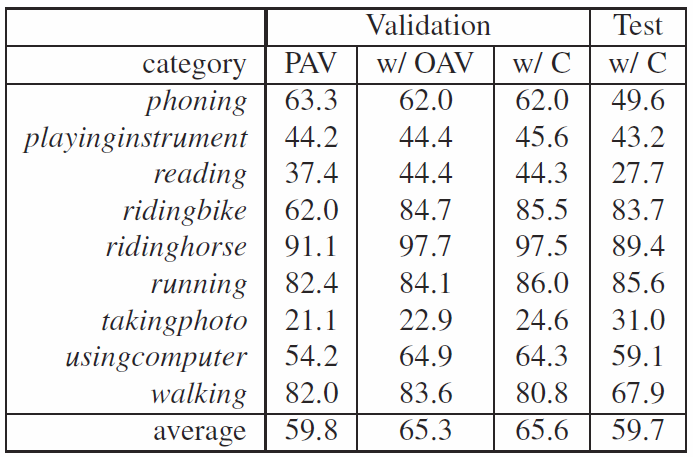 Validation Test
category PAV w/ OAV w/ C w/ C
phoning 63.3 62.0 62.0 49.6
playinginstrument 44.2 44.4 45.6 43.2
reading 37.4 44.4 44.3 27.7
ridingbike 62.0 84.7 85.5 83.7
ridinghorse 91.1 97.7 97.5 89.4
running 82.4 84.1 86.0 85.6
takingphoto 21.1 22.9 24.6 31.0
usingcomputer 54.2 64.9 64.3 59.1
walking 82.0 83.6 80.8 67.9
average 59.8 65.3 65.6 59.7